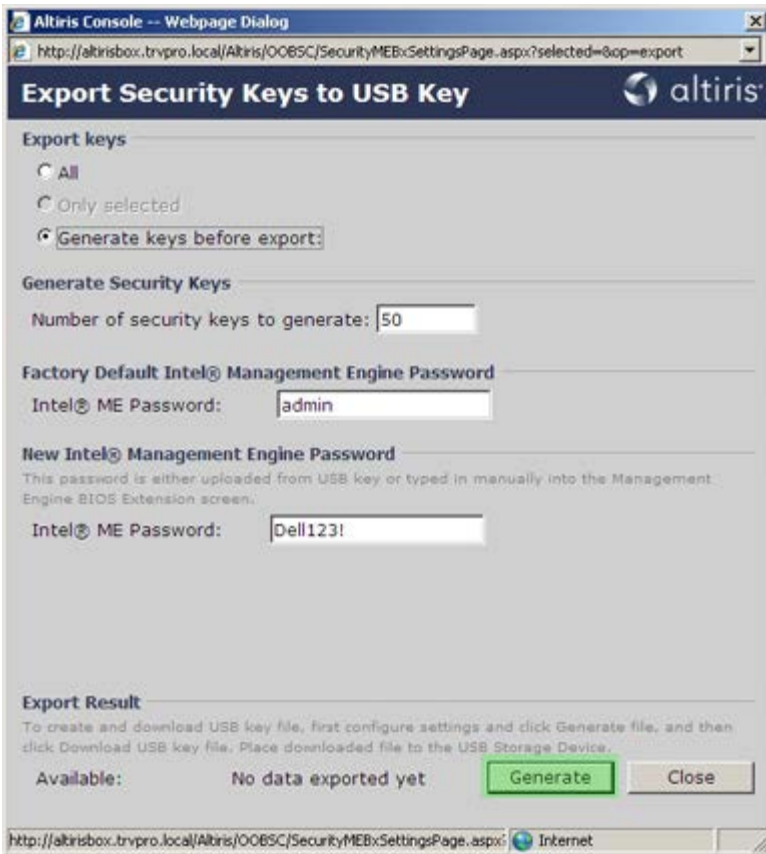 Altiris Console -- Webpage Dialog
http://altirisbox.trvpro.local/Altiris/OOBSC/SecurityMEBxSettingsPage.aspx?selected=&op=export
Export Security Keys to USB Key
altiris
Export keys
All
Only selected
Generate keys before export:
Generate Security Keys
Number of security keys to generate: 50
Factory Default Intel® Management Engine Password
Intel® ME Password: admin
New Intel® Management Engine Password
This password is either uploaded from USB key or typed in manually into the Management
Engine BIOS Extension screen.
Intel® ME Password: Dell123!
Export Result
To create and download USB key file, first configure settings and click Generate file, and then
click Download USB key file. Place downloaded file to the USB Storage Device.
Available: No data exported yet Generate Close
http://altirisbox.trvpro.local/Altiris/OOBSC/SecurityMEBxSettingsPage.aspx Internet